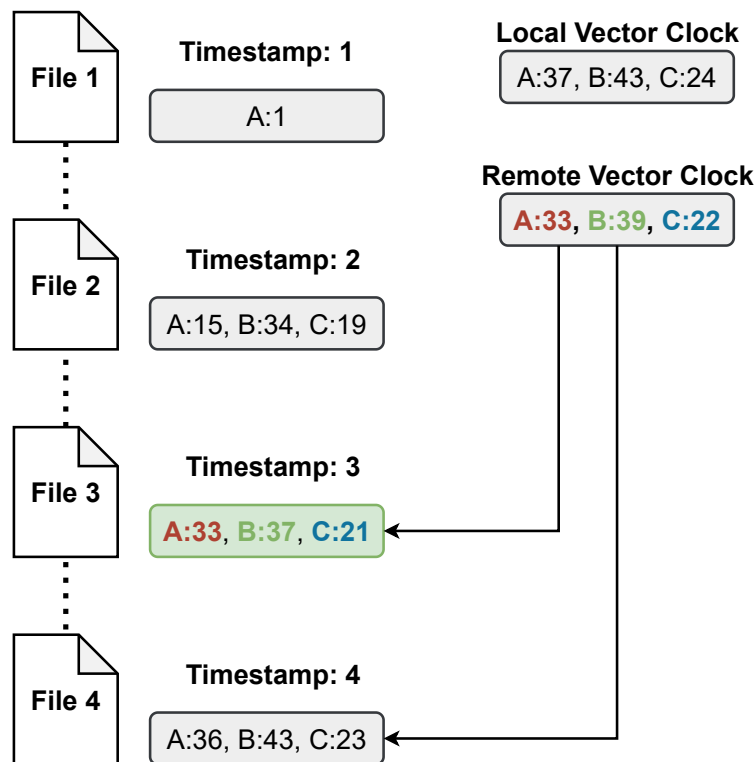 File 1
Timestamp: 1
A:1
Local Vector Clock
A:37, B:43, C:24
Remote Vector Clock
A:33, B:39, C:22
File 2
Timestamp: 2
A:15, B:34, C:19
File 3
Timestamp: 3
A:33, B:37, C:21
File 4
Timestamp: 4
A:36, B:43, C:23